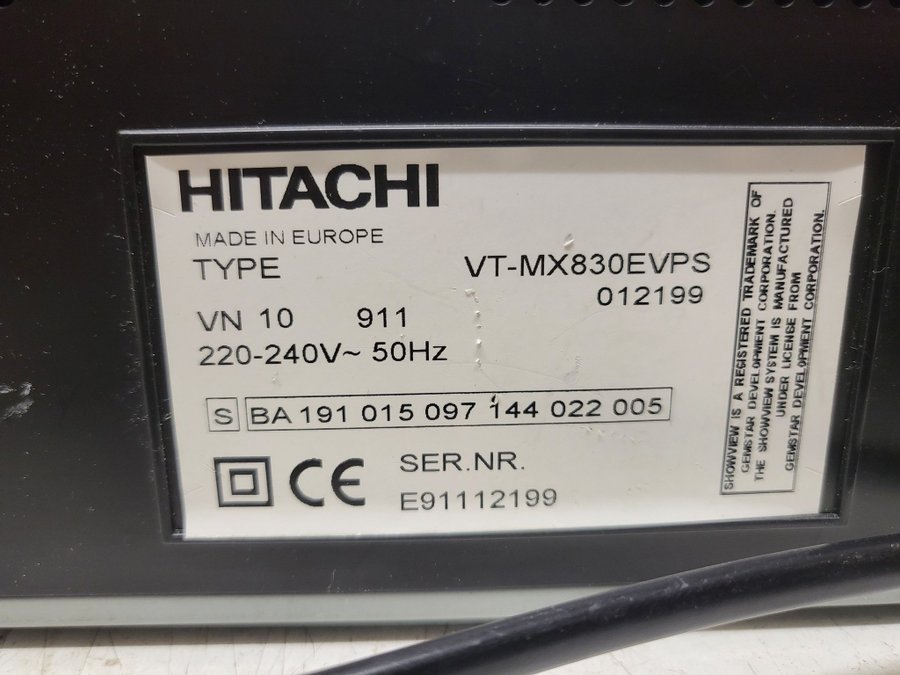 HITACHI
MADE IN EUROPE
TYPE VT-MX830EVPS
012199
VN 10 911
220-240V~ 50Hz
S BA 191 015 097 144 022 005
CE SER.NR.
E91112199
SHOWVIEW IS A REGISTERED TRADEMARK OF
GEMSTAR DEVELOPMENT CORPORATION.
THE SHOWVIEW SYSTEM IS MANUFACTURED
UNDER LICENSE FROM
GEMSTAR DEVELOPMENT CORPORATION.